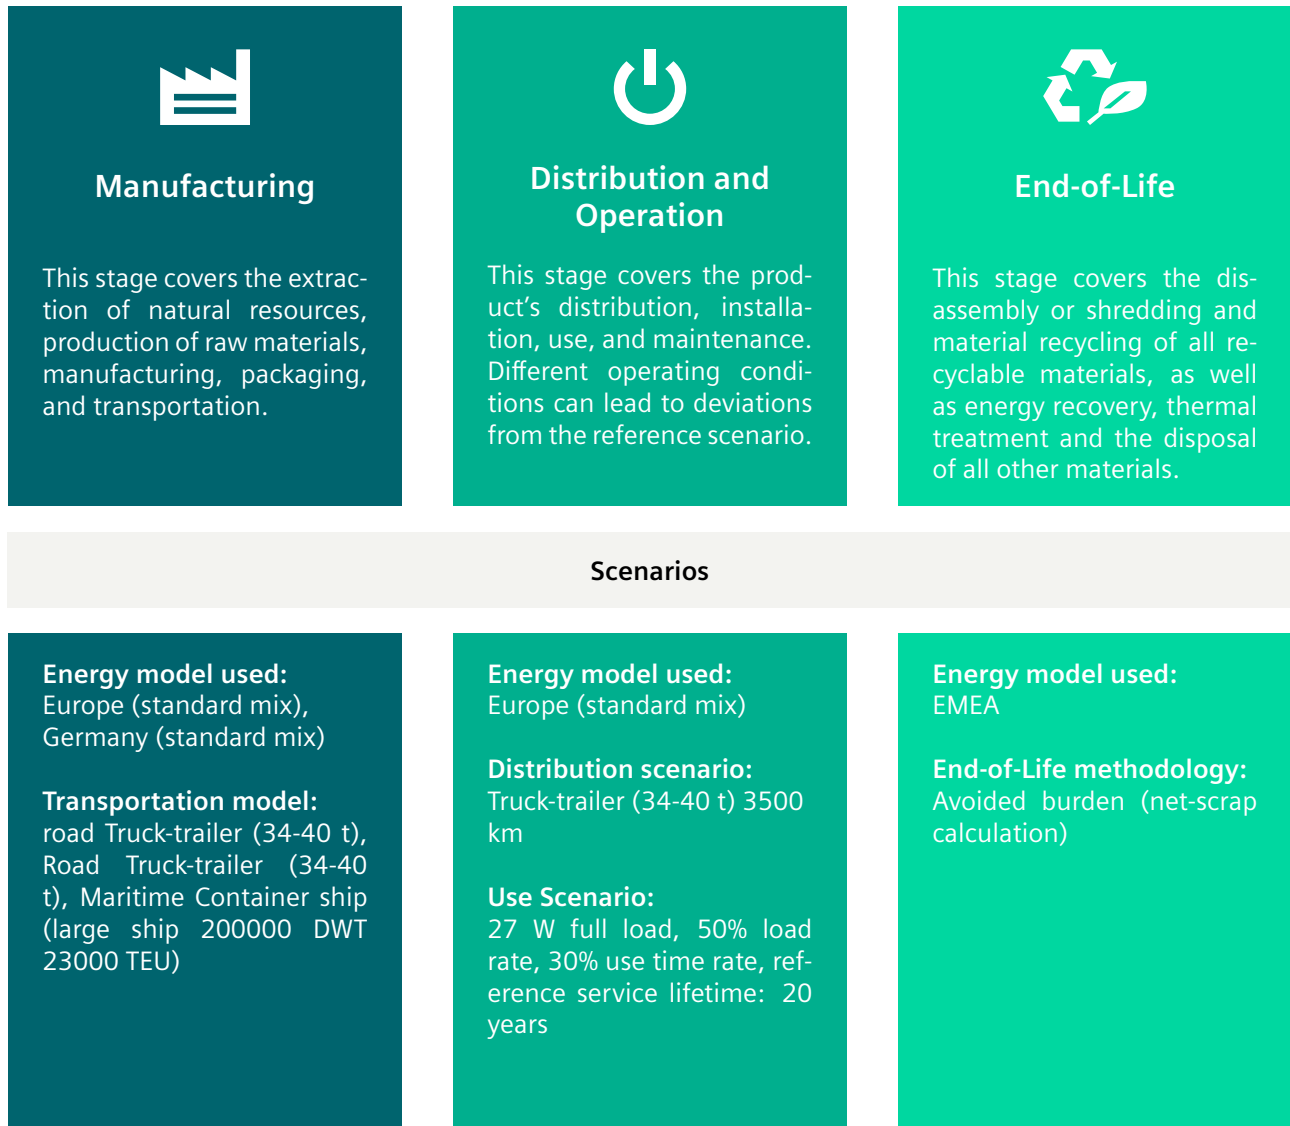 Manufacturing
This stage covers the extrac-
tion of natural resources,
production of raw materials,
manufacturing, packaging,
and transportation.
Distribution and
Operation
This stage covers the prod-
uct's distribution, installa-
tion, use, and maintenance.
Different operating condi-
tions can lead to deviations
from the reference scenario.
End-of-Life
This stage covers the dis-
assembly or shredding and
material recycling of all re-
cyclable materials, as well
as energy recovery, thermal
treatment and the disposal
of all other materials.
Scenarios
Energy model used:
Europe (standard mix),
Germany (standard mix)
Transportation model:
road Truck-trailer (34-40 t),
Road Truck-trailer (34-40
t), Maritime Container ship
(large ship 200000 DWT
23000 TEU)
Energy model used:
Europe (standard mix)
Distribution scenario:
Truck-trailer (34-40 t) 3500
km
Use Scenario:
27 W full load, 50% load
rate, 30% use time rate, ref-
erence service lifetime: 20
years
Energy model used:
EMEA
End-of-Life methodology:
Avoided burden (net-scrap
calculation)